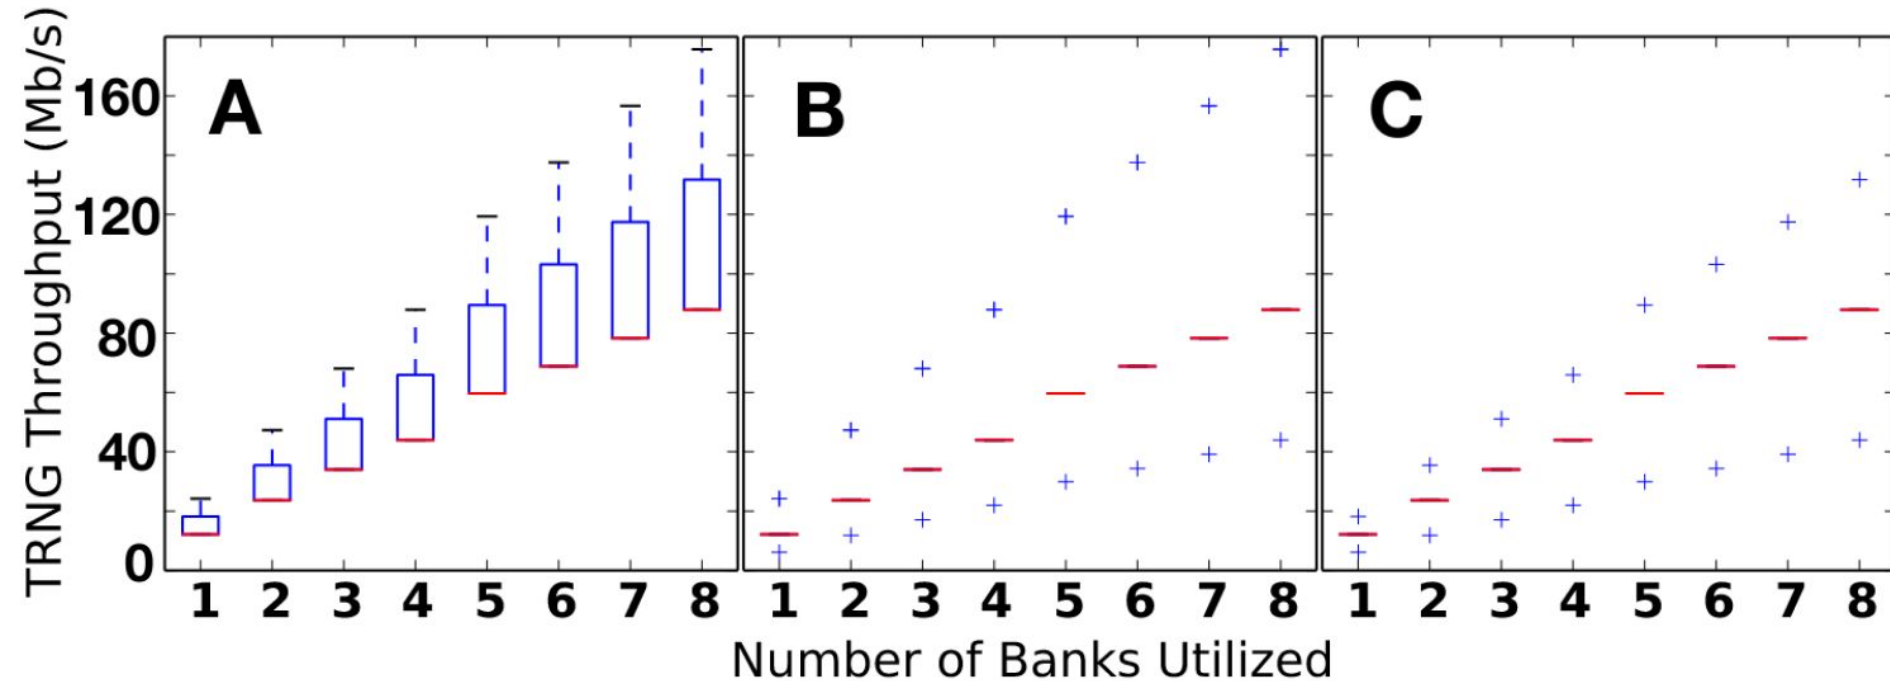 TRNG Throughput (Mb/s)
160
120
80
40
0
A
B
C
1 2 3 4 5 6 7 8
1 2 3 4 5 6 7 8
1 2 3 4 5 6 7 8
Number of Banks Utilized